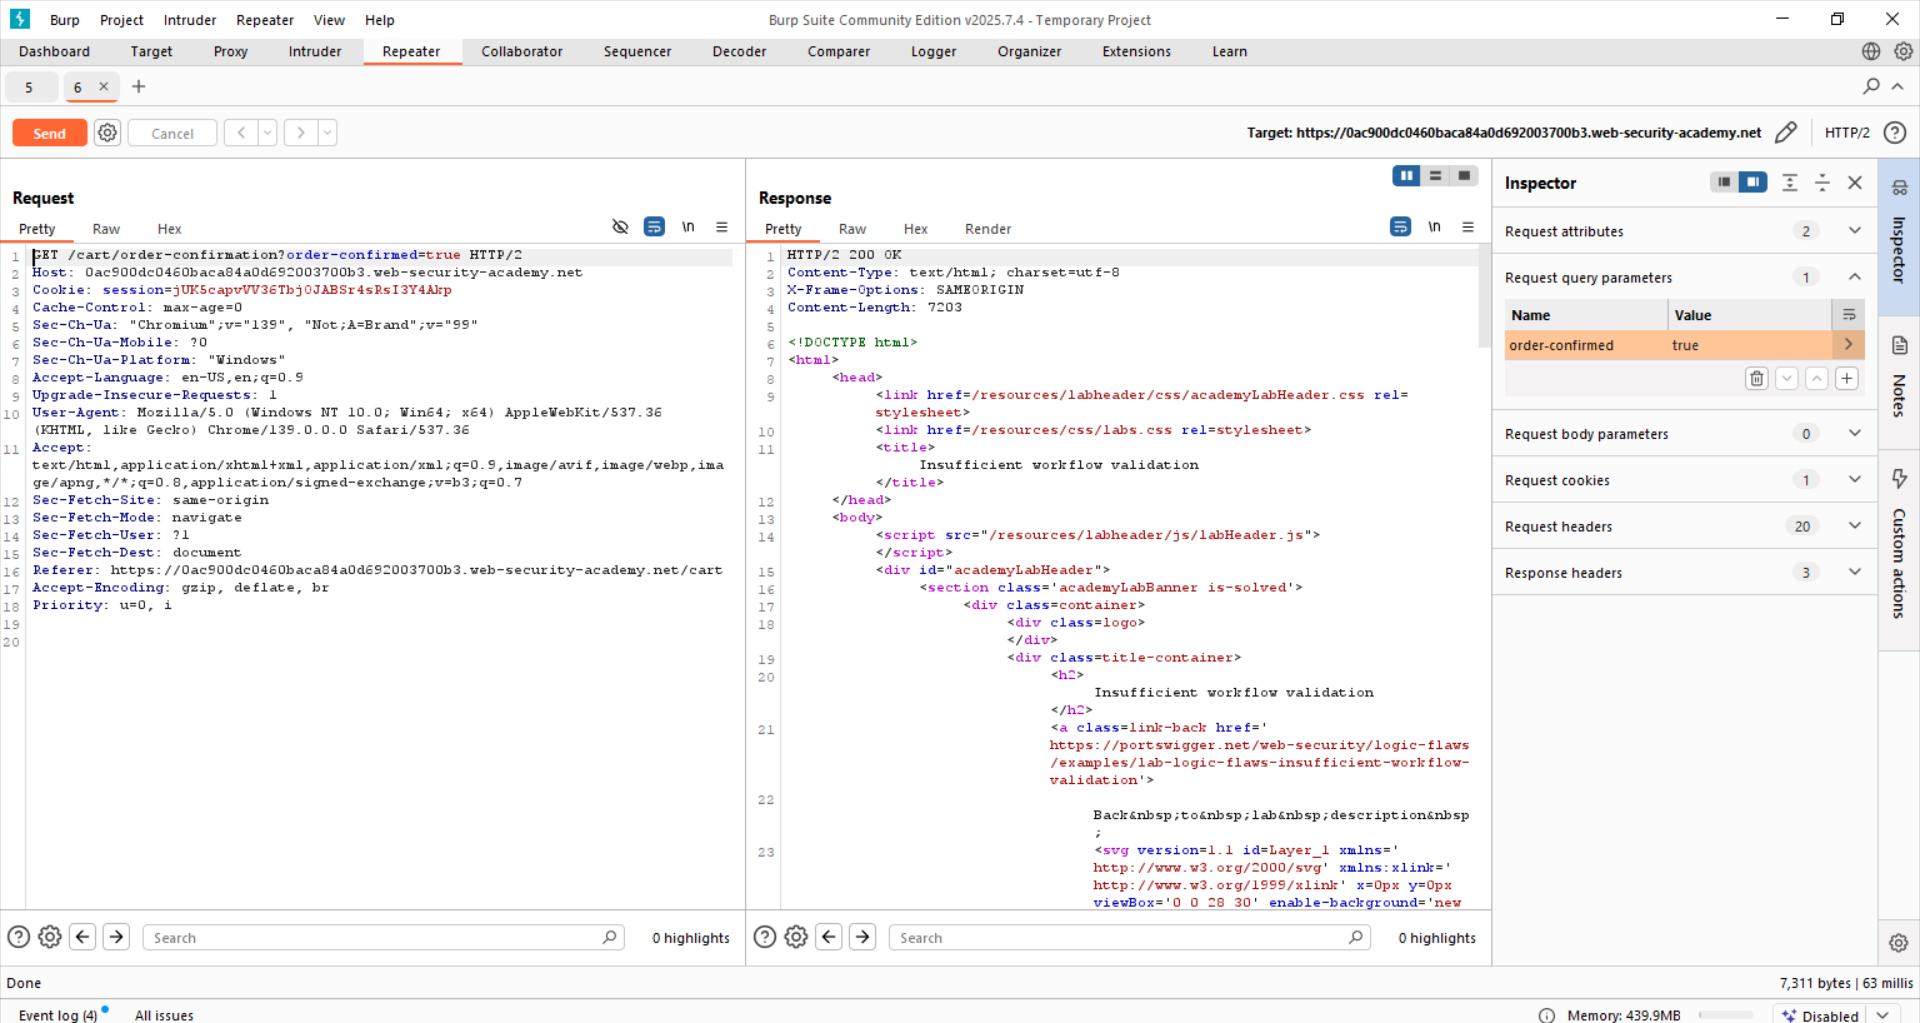 Burp Project Intruder Repeater View Help
Burp Suite Community Edition v2025.7.4 - Temporary Project
Dashboard Target Proxy Intruder Repeater Collaborator Sequencer Decoder Comparer Logger Organizer Extensions Learn
5 6
Send Cancel
Target: https://0ac900dc0460baca84a0d692003700b3.web-security-academy.net HTTP/2
Request
Pretty Raw Hex \n
1 GET /cart/order-confirmation?order-confirmed=true HTTP/2
2 Host: 0ac900dc0460baca84a0d692003700b3.web-security-academy.net
3 Cookie: session=jUK5capvVV36Tbj0JABSr4sRsI3Y4Akp
4 Cache-Control: max-age=0
5 Sec-Ch-Ua: "Chromium";v="139", "Not;A=Brand";v="99"
6 Sec-Ch-Ua-Mobile: ?0
7 Sec-Ch-Ua-Platform: "Windows"
8 Accept-Language: en-US,en;q=0.9
9 Upgrade-Insecure-Requests: 1
10 User-Agent: Mozilla/5.0 (Windows NT 10.0; Win64; x64) AppleWebKit/537.36
(KHTML, like Gecko) Chrome/139.0.0.0 Safari/537.36
11 Accept:
text/html,application/xhtml+xml,application/xml;q=0.9,image/avif,image/webp,ima
ge/apng,*/*;q=0.8,application/signed-exchange;v=b3;q=0.7
12 Sec-Fetch-Site: same-origin
13 Sec-Fetch-Mode: navigate
14 Sec-Fetch-User: ?1
15 Sec-Fetch-Dest: document
16 Referer: https://0ac900dc0460baca84a0d692003700b3.web-security-academy.net/cart
17 Accept-Encoding: gzip, deflate, br
18 Priority: u=0, i
19
20
Search 0 highlights
Response
Pretty Raw Hex Render \n
1 HTTP/2 200 OK
2 Content-Type: text/html; charset=utf-8
3 X-Frame-Options: SAMEORIGIN
4 Content-Length: 7203
5
6 <!DOCTYPE html>
7 <html>
8 <head>
9 <link href=/resources/labheader/css/academyLabHeader.css rel=
stylesheet>
10 <link href=/resources/css/labs.css rel=stylesheet>
11 <title>
Insufficient workflow validation
</title>
12 </head>
13 <body>
14 <script src="/resources/labheader/js/labHeader.js">
</script>
15 <div id="academyLabHeader">
16 <section class='academyLabBanner is-solved'>
17 <div class=container>
18 <div class=logo>
</div>
19 <div class=title-container>
20 <h2>
Insufficient workflow validation
</h2>
21 <a class=link-back href='
https://portswigger.net/web-security/logic-flaws
/examples/lab-logic-flaws-insufficient-workflow-
validation'>
22
Back&nbsp;to&nbsp;lab&nbsp;description&nbsp
;
23 <svg version=1.1 id=Layer_1 xmlns='
http://www.w3.org/2000/svg' xmlns:xlink='
http://www.w3.org/1999/xlink' x=0px y=0px
viewBox='0 0 28 30' enable-background='new
Search 0 highlights
Inspector
Request attributes 2
Request query parameters 1
Name Value
order-confirmed true
Request body parameters 0
Request cookies 1
Request headers 20
Response headers 3
Inspector
Notes
Custom actions
Done 7,311 bytes | 63 millis
Event log (4) All issues Memory: 439.9MB Disabled